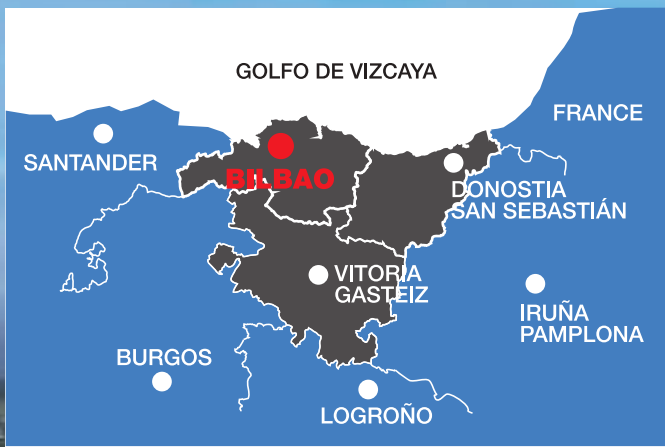 GOLFO DE VIZCAYA
FRANCE
SANTANDER
BILBAO
DONOSTIA
SAN SEBASTIÁN
VITORIA
GASTEIZ
IRUÑA
PAMPLONA
BURGOS
LOGROÑO